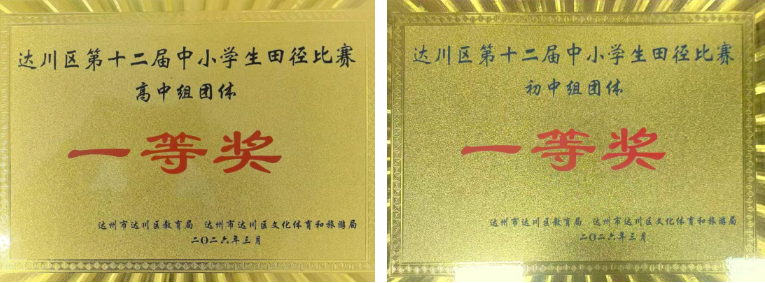 达川区第十二届中小学生田径比赛
高中组团体
一等奖
达州市达川区教育局 达州市达川区文化体育和旅游局
二〇二六年三月
达川区第十二届中小学生田径比赛
初中组团体
一等奖
达州市达川区教育局 达州市达川区文化体育和旅游局
二〇二六年三月